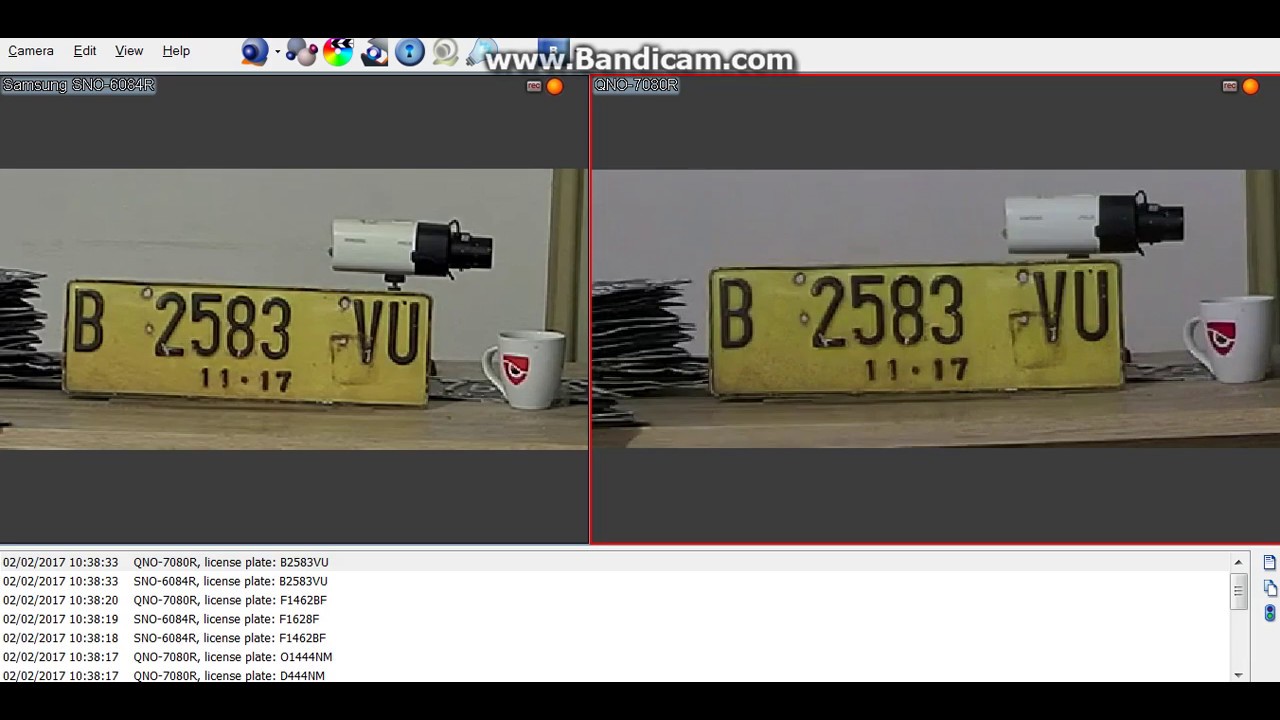 www.Bandicam.com
Camera Edit View Help
Samsung SNO-6084R
rec
QNO-7080R
rec
B 2583 VU
11·17
B 2583 VU
11·17
02/02/2017 10:38:33 QNO-7080R, license plate: B2583VU
02/02/2017 10:38:33 SNO-6084R, license plate: B2583VU
02/02/2017 10:38:20 QNO-7080R, license plate: F1462BF
02/02/2017 10:38:19 SNO-6084R, license plate: F1628F
02/02/2017 10:38:18 SNO-6084R, license plate: F1462BF
02/02/2017 10:38:17 QNO-7080R, license plate: O1444NM
02/02/2017 10:38:17 QNO-7080R, license plate: D444NM